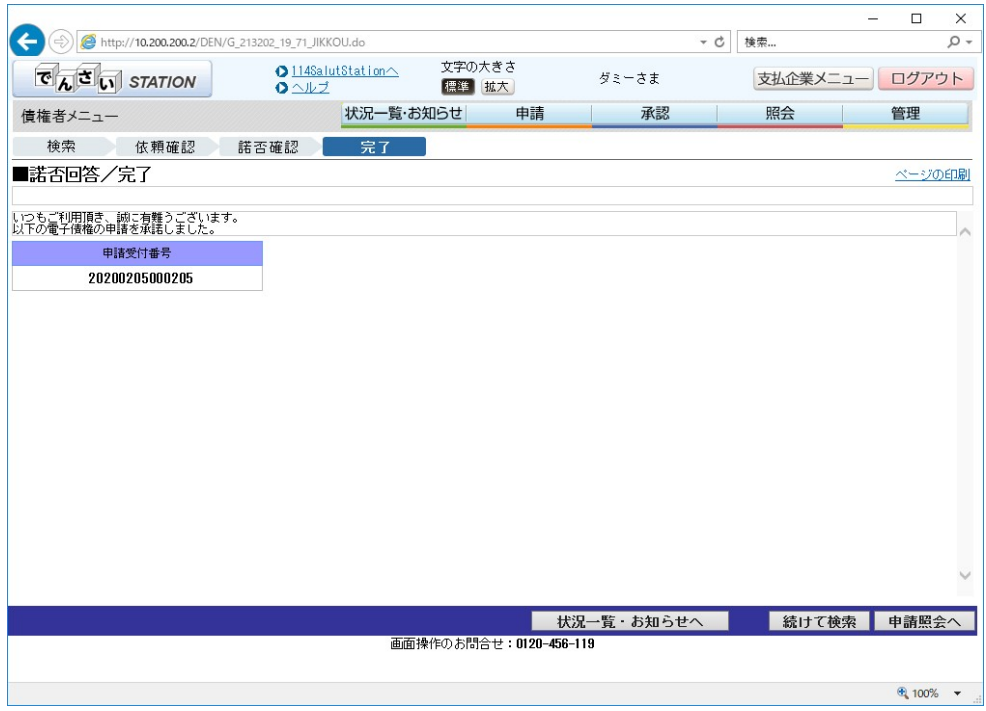 http://10.200.200.2/DEN/G_213202_19_71_JIKKOU.do
検索...
でんさい STATION
114SalutStationへ
ヘルプ
文字の大きさ
標準 拡大
ダミーさま
支払企業メニュー
ログアウト
債権者メニュー
状況一覧・お知らせ 申請 承認 照会 管理
検索 依頼確認 諾否確認 完了
■諾否回答/完了
ページの印刷
いつもご利用頂き、誠に有難うございます。
以下の電子債権の申請を承諾しました。
申請受付番号
20200205000205
状況一覧・お知らせへ 続けて検索 申請照会へ
画面操作のお問合せ:0120-456-119
100%